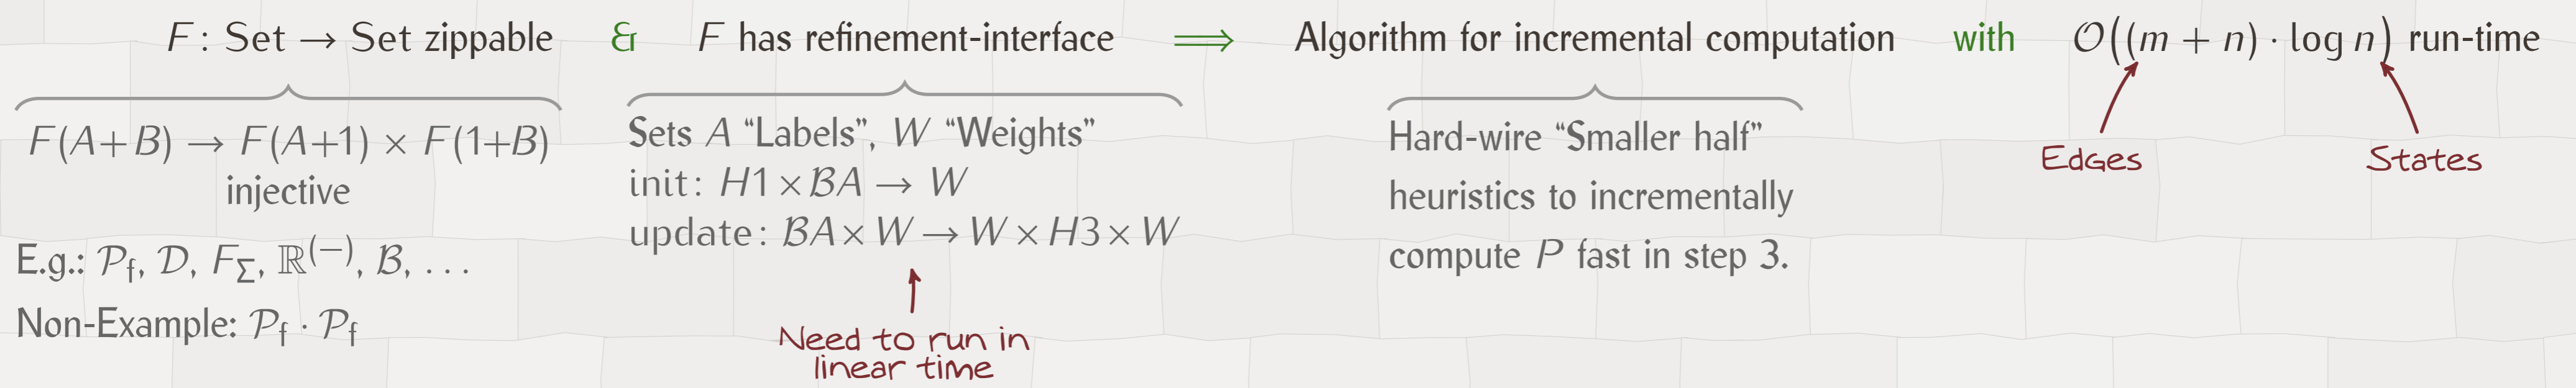 F : Set → Set zippable & F has refinement-interface ⟹ Algorithm for incremental computation with 𝒪((m + n) · log n) run-time
F(A+B) → F(A+1) × F(1+B)
injective
E.g.: 𝒫f, 𝒟, FΣ, ℝ(−), ℬ, ...
Non-Example: 𝒫f · 𝒫f
Sets A “Labels”, W “Weights”
init: H1 × ℬA → W
update: ℬA × W → W × H3 × W
Need to run in
linear time
Hard-wire “Smaller half”
heuristics to incrementally
compute P fast in step 3.
Edges
States